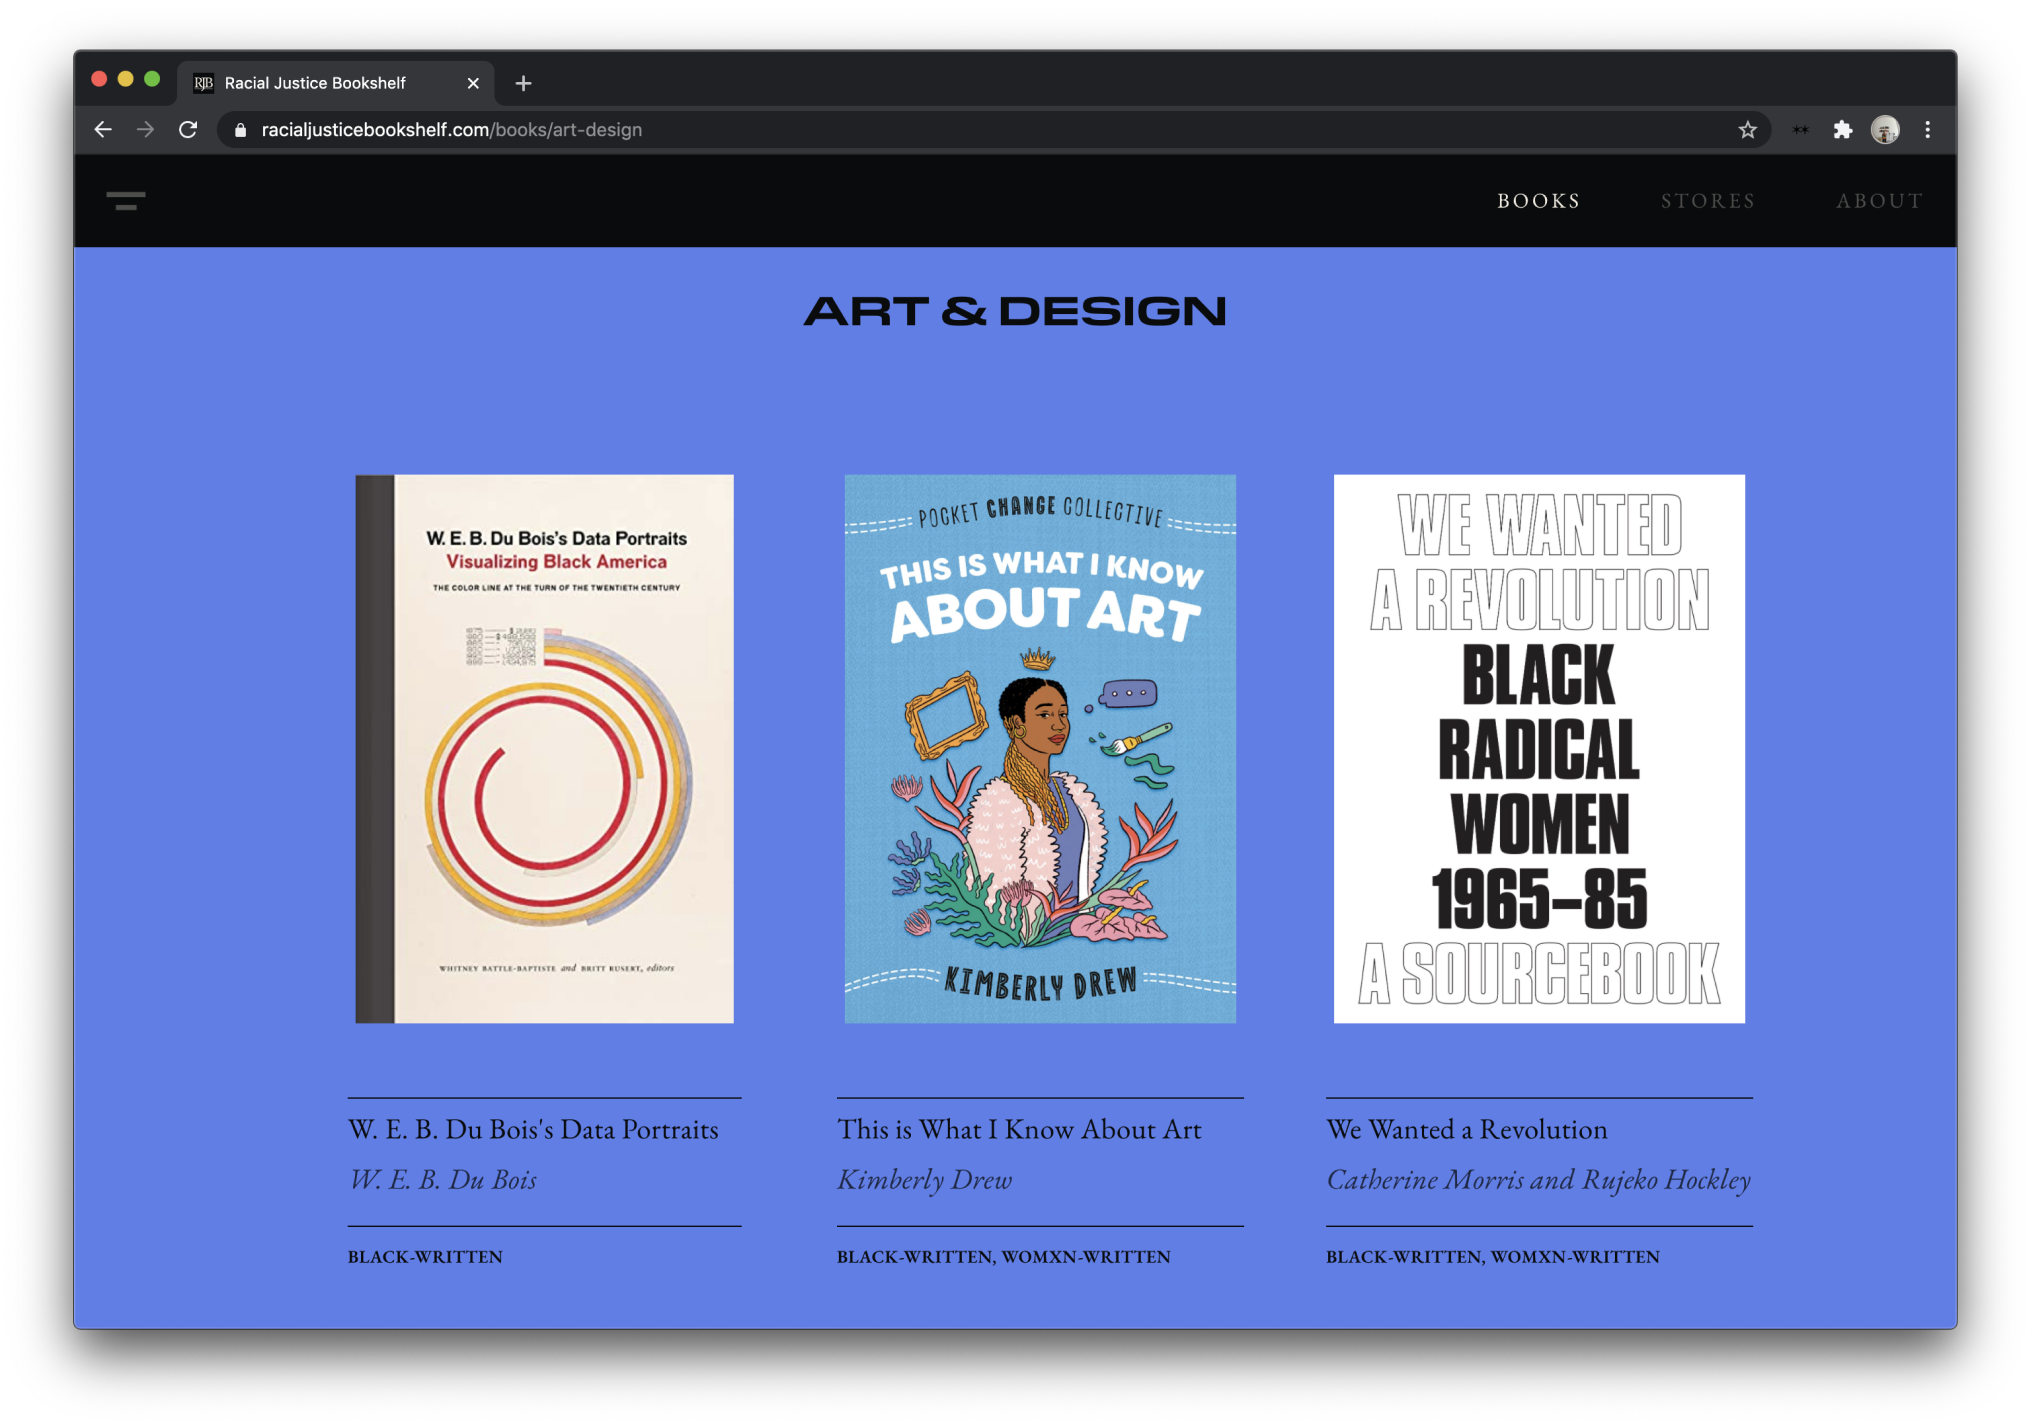 RJB Racial Justice Bookshelf
racialjusticebookshelf.com/books/art-design
BOOKS STORES ABOUT
ART & DESIGN
W. E. B. Du Bois's Data Portraits
Visualizing Black America
THE COLOR LINE AT THE TURN OF THE TWENTIETH CENTURY
WHITNEY BATTLE-BAPTISTE and BRITT RUSERT, editors
W. E. B. Du Bois's Data Portraits
W. E. B. Du Bois
BLACK-WRITTEN
POCKET CHANGE COLLECTIVE
THIS IS WHAT I KNOW
ABOUT ART
KIMBERLY DREW
This is What I Know About Art
Kimberly Drew
BLACK-WRITTEN, WOMXN-WRITTEN
WE WANTED
A REVOLUTION
BLACK
RADICAL
WOMEN
1965–85
A SOURCEBOOK
We Wanted a Revolution
Catherine Morris and Rujeko Hockley
BLACK-WRITTEN, WOMXN-WRITTEN